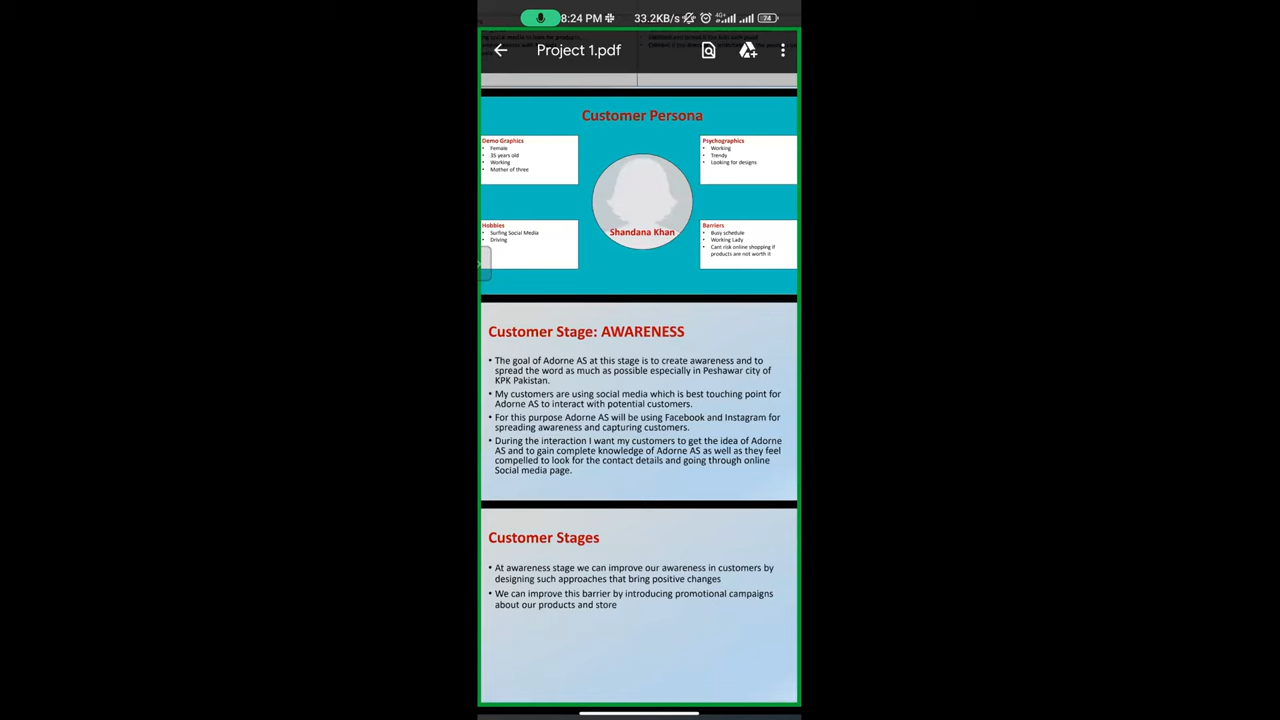 8:24 PM
33.2KB/s
4G+
74
Project 1.pdf
Customer Persona
Demo Graphics
• Female
• 35 years old
• Working
• Mother of three
Psychographics
• Working
• Trendy
• Looking for designs
Shandana Khan
Hobbies
• Surfing Social Media
• Driving
Barriers
• Busy schedule
• Working Lady
• Cant risk online shopping if
products are not worth it
Customer Stage: AWARENESS
• The goal of Adorne AS at this stage is to create awareness and to
spread the word as much as possible especially in Peshawar city of
KPK Pakistan.
• My customers are using social media which is best touching point for
Adorne AS to interact with potential customers.
• For this purpose Adorne AS will be using Facebook and Instagram for
spreading awareness and capturing customers.
• During the interaction I want my customers to get the idea of Adorne
AS and to gain complete knowledge of Adorne AS as well as they feel
compelled to look for the contact details and going through online
Social media page.
Customer Stages
• At awareness stage we can improve our awareness in customers by
designing such approaches that bring positive changes
• We can improve this barrier by introducing promotional campaigns
about our products and store